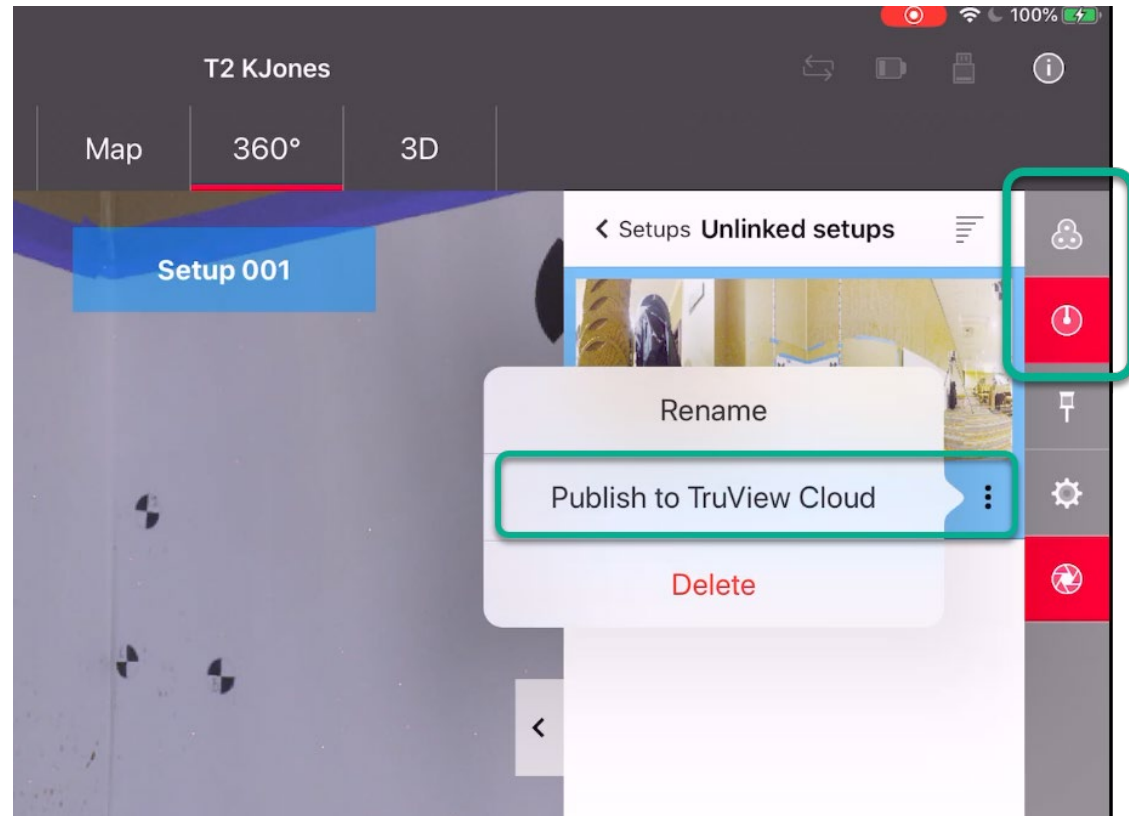 100%
T2 KJones
Map
360°
3D
Setup 001
Setups Unlinked setups
Rename
Publish to TruView Cloud
Delete